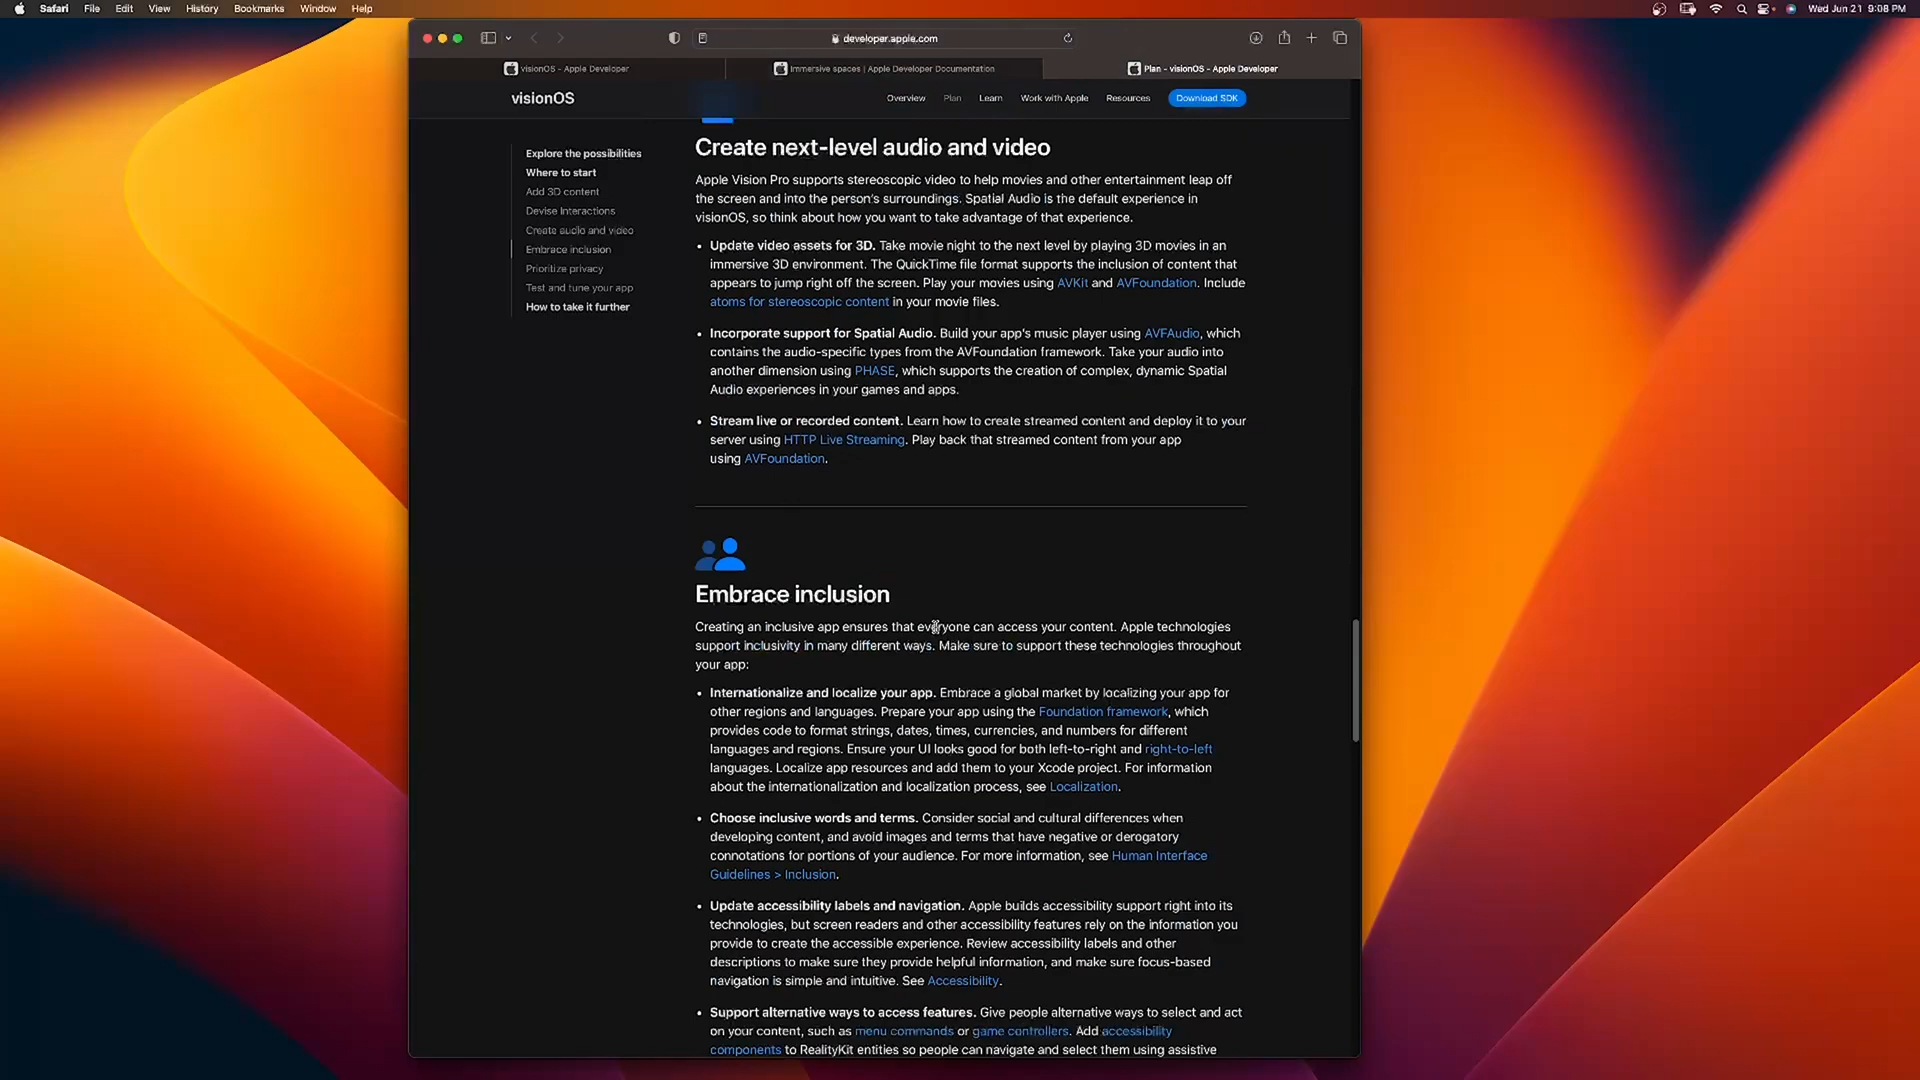 Safari File Edit View History Bookmarks Window Help
Wed Jun 21 9:08 PM
developer.apple.com
visionOS - Apple Developer
Immersive spaces | Apple Developer Documentation
Plan - visionOS - Apple Developer
visionOS
Overview Plan Learn Work with Apple Resources Download SDK
Explore the possibilities
Where to start
Add 3D content
Devise Interactions
Create audio and video
Embrace inclusion
Prioritize privacy
Test and tune your app
How to take it further
Create next-level audio and video
Apple Vision Pro supports stereoscopic video to help movies and other entertainment leap off
the screen and into the person's surroundings. Spatial Audio is the default experience in
visionOS, so think about how you want to take advantage of that experience.
• Update video assets for 3D. Take movie night to the next level by playing 3D movies in an
immersive 3D environment. The QuickTime file format supports the inclusion of content that
appears to jump right off the screen. Play your movies using AVKit and AVFoundation. Include
atoms for stereoscopic content in your movie files.
• Incorporate support for Spatial Audio. Build your app's music player using AVFAudio, which
contains the audio-specific types from the AVFoundation framework. Take your audio into
another dimension using PHASE, which supports the creation of complex, dynamic Spatial
Audio experiences in your games and apps.
• Stream live or recorded content. Learn how to create streamed content and deploy it to your
server using HTTP Live Streaming. Play back that streamed content from your app
using AVFoundation.
Embrace inclusion
Creating an inclusive app ensures that everyone can access your content. Apple technologies
support inclusivity in many different ways. Make sure to support these technologies throughout
your app:
• Internationalize and localize your app. Embrace a global market by localizing your app for
other regions and languages. Prepare your app using the Foundation framework, which
provides code to format strings, dates, times, currencies, and numbers for different
languages and regions. Ensure your UI looks good for both left-to-right and right-to-left
languages. Localize app resources and add them to your Xcode project. For information
about the internationalization and localization process, see Localization.
• Choose inclusive words and terms. Consider social and cultural differences when
developing content, and avoid images and terms that have negative or derogatory
connotations for portions of your audience. For more information, see Human Interface
Guidelines > Inclusion.
• Update accessibility labels and navigation. Apple builds accessibility support right into its
technologies, but screen readers and other accessibility features rely on the information you
provide to create the accessible experience. Review accessibility labels and other
descriptions to make sure they provide helpful information, and make sure focus-based
navigation is simple and intuitive. See Accessibility.
• Support alternative ways to access features. Give people alternative ways to select and act
on your content, such as menu commands or game controllers. Add accessibility
components to RealityKit entities so people can navigate and select them using assistive